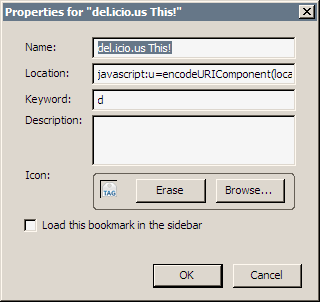 Properties for "del.icio.us This!"
Name: del.icio.us This!
Location: javascript:u=encodeURIComponent(loca
Keyword: d
Description:
Icon: TAG Erase Browse...
Load this bookmark in the sidebar
OK Cancel